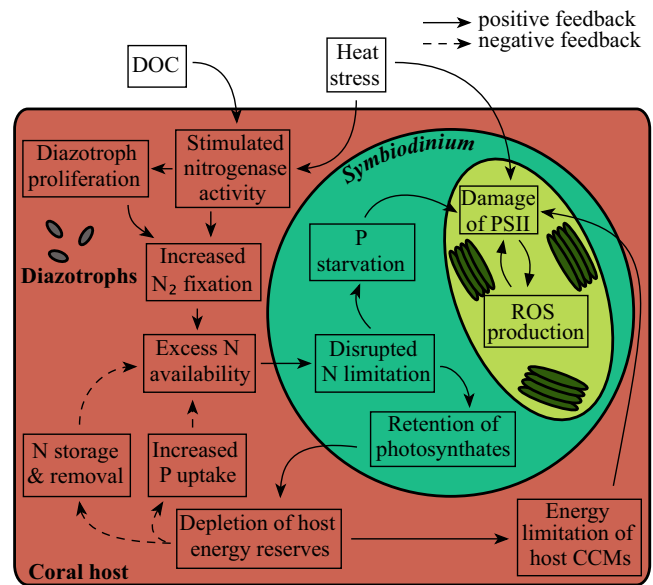 positive feedback
negative feedback
DOC
Heat
stress
Diazotroph
proliferation
Stimulated
nitrogenase
activity
Symbiodinium
Damage
of PSII
P
starvation
Diazotrophs
Increased
N₂ fixation
ROS
production
Excess N
availability
Disrupted
N limitation
Retention of
photosynthates
N storage
& removal
Increased
P uptake
Depletion of host
energy reserves
Energy
limitation of
host CCMs
Coral host